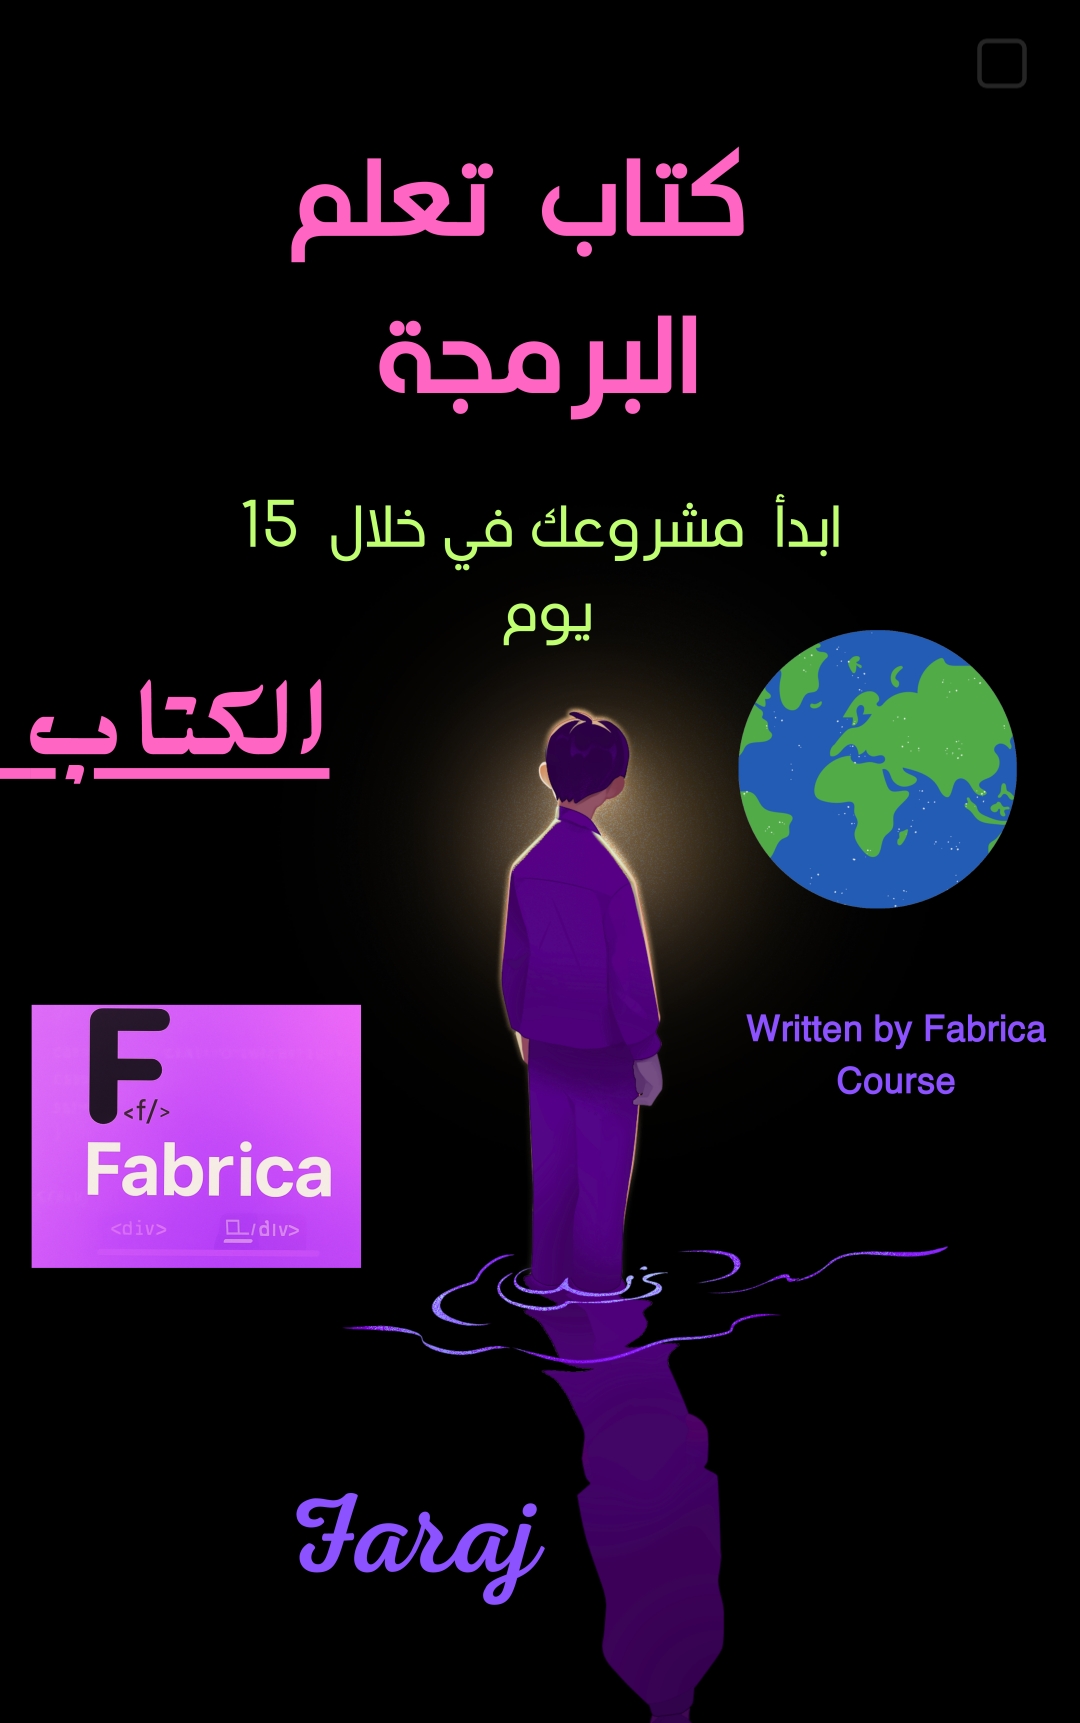 كتاب تعلم
البرمجة
ابدأ مشروعك في خلال 15
يوم
الكتاب
Written by Fabrica
Course
F
<f/>
Fabrica
<div>
/div>
Faraj